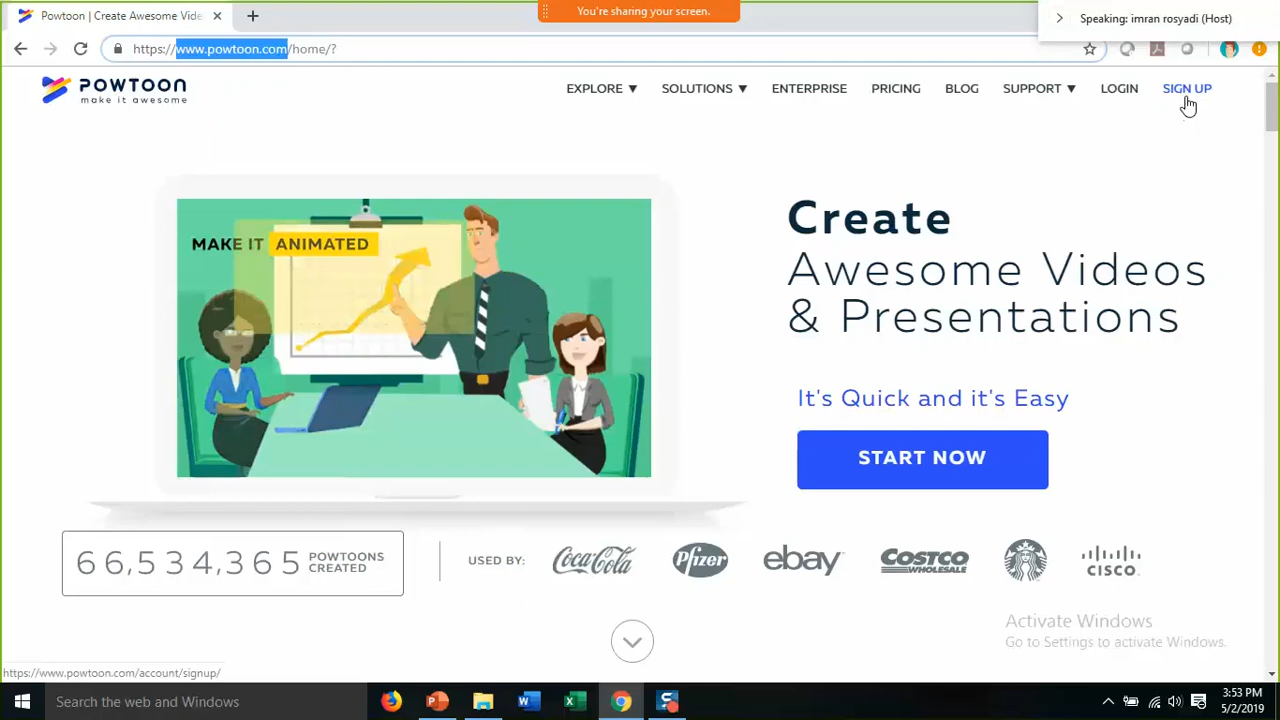 Powtoon | Create Awesome Vide
You're sharing your screen.
Speaking: imran rosyadi (Host)
https://www.powtoon.com/home/?
POWTOON
make it awesome
EXPLORE ▼ SOLUTIONS ▼ ENTERPRISE PRICING BLOG SUPPORT ▼ LOGIN SIGN UP
MAKE IT ANIMATED
Create
Awesome Videos
& Presentations
It's Quick and it's Easy
START NOW
66,534,365 POWTOONS
CREATED
USED BY: Coca-Cola Pfizer ebay COSTCO
WHOLESALE
CISCO
Activate Windows
Go to Settings to activate Windows.
https://www.powtoon.com/account/signup/
Search the web and Windows
3:53 PM
5/2/2019